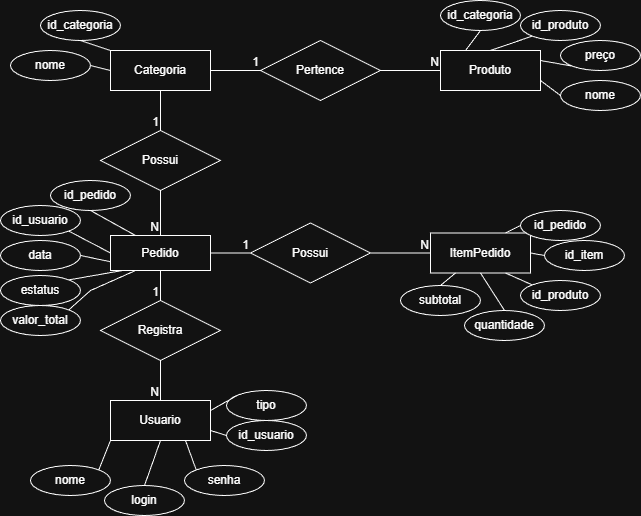 id_categoria
nome
Categoria
1
Pertence
N
id_categoria
id_produto
preço
nome
Produto
1
Possui
N
id_pedido
id_usuario
data
estatus
valor_total
Pedido
1
Possui
N
ItemPedido
id_pedido
id_item
id_produto
subtotal
quantidade
1
Registra
N
Usuario
tipo
id_usuario
nome
login
senha